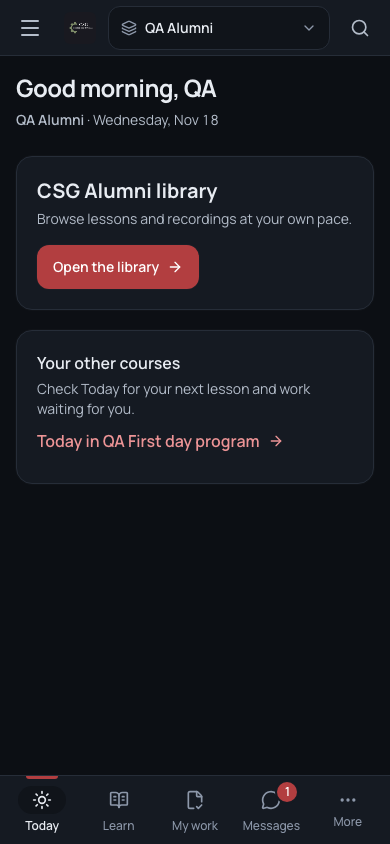 QA Alumni
Good morning, QA
QA Alumni · Wednesday, Nov 18
CSG Alumni library
Browse lessons and recordings at your own pace.
Open the library →
Your other courses
Check Today for your next lesson and work
waiting for you.
Today in QA First day program →
1
Today
Learn
My work
Messages
More